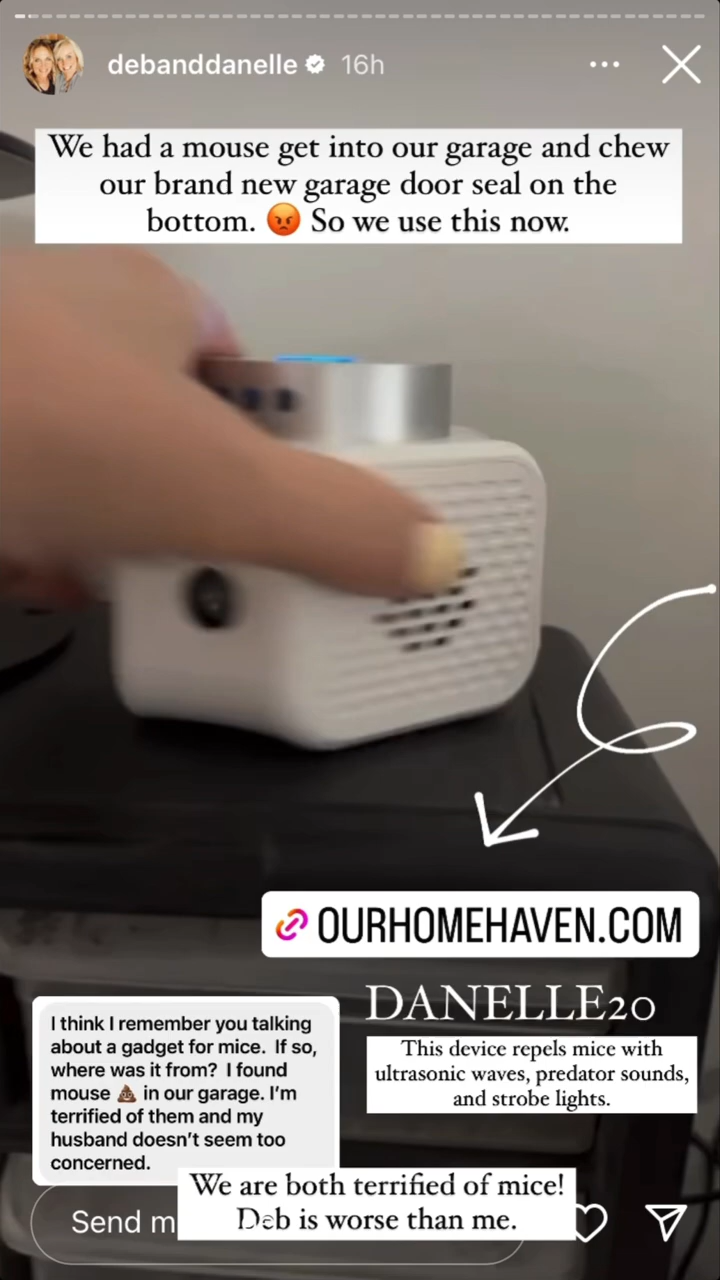 debanddanelle 16h
We had a mouse get into our garage and chew
our brand new garage door seal on the
bottom. 😡 So we use this now.
OURHOMEHAVEN.COM
DANELLE20
This device repels mice with
ultrasonic waves, predator sounds,
and strobe lights.
I think I remember you talking
about a gadget for mice. If so,
where was it from? I found
mouse 💩 in our garage. I'm
terrified of them and my
husband doesn't seem too
concerned.
We are both terrified of mice!
Deb is worse than me.
Send m